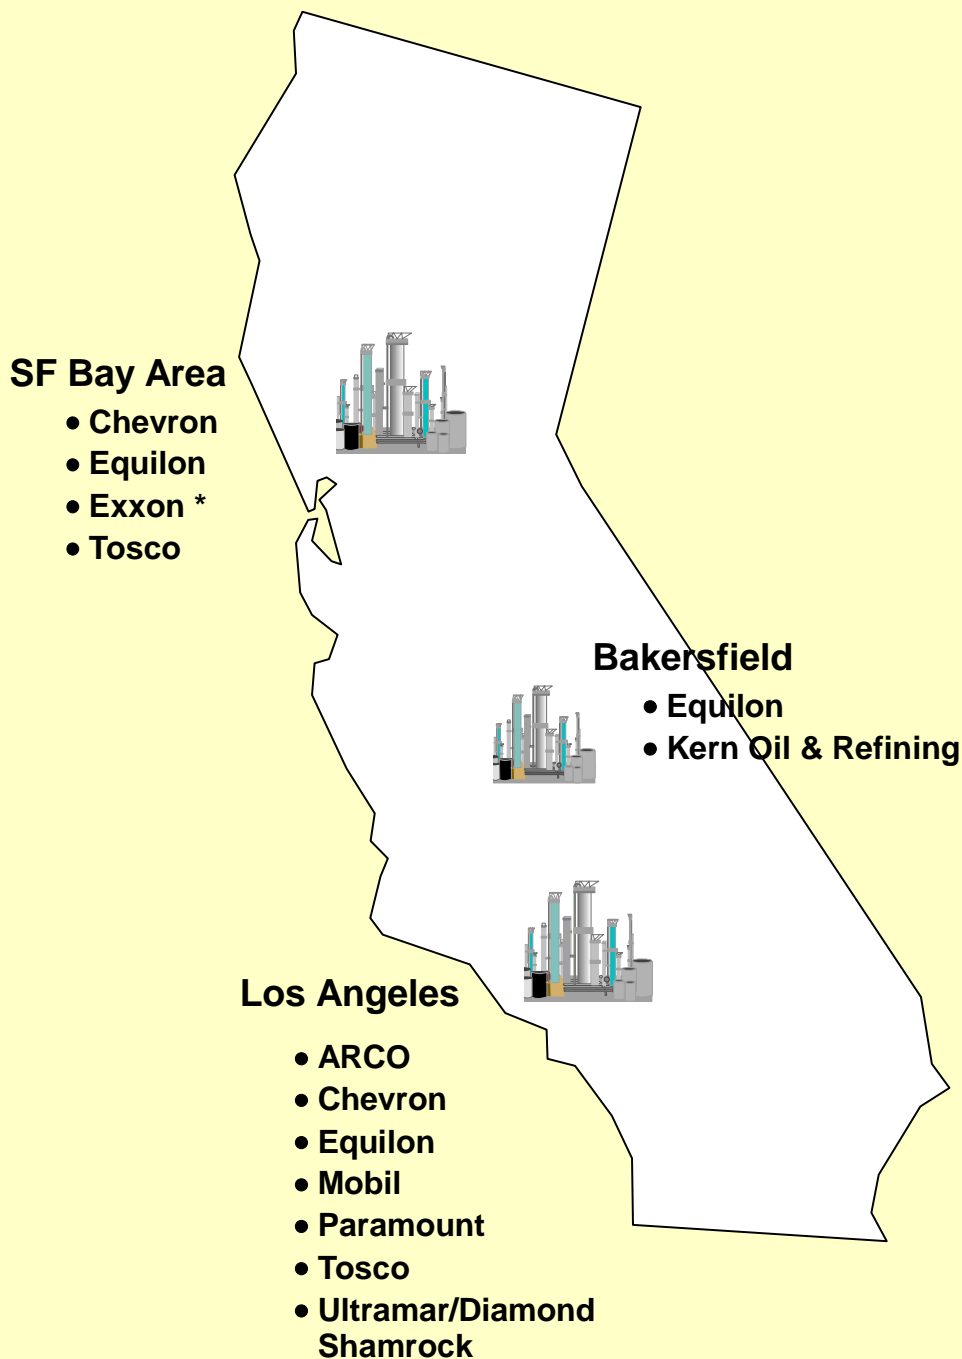 SF Bay Area
• Chevron
• Equilon
• Exxon *
• Tosco
Bakersfield
• Equilon
• Kern Oil & Refining
Los Angeles
• ARCO
• Chevron
• Equilon
• Mobil
• Paramount
• Tosco
• Ultramar/Diamond
Shamrock